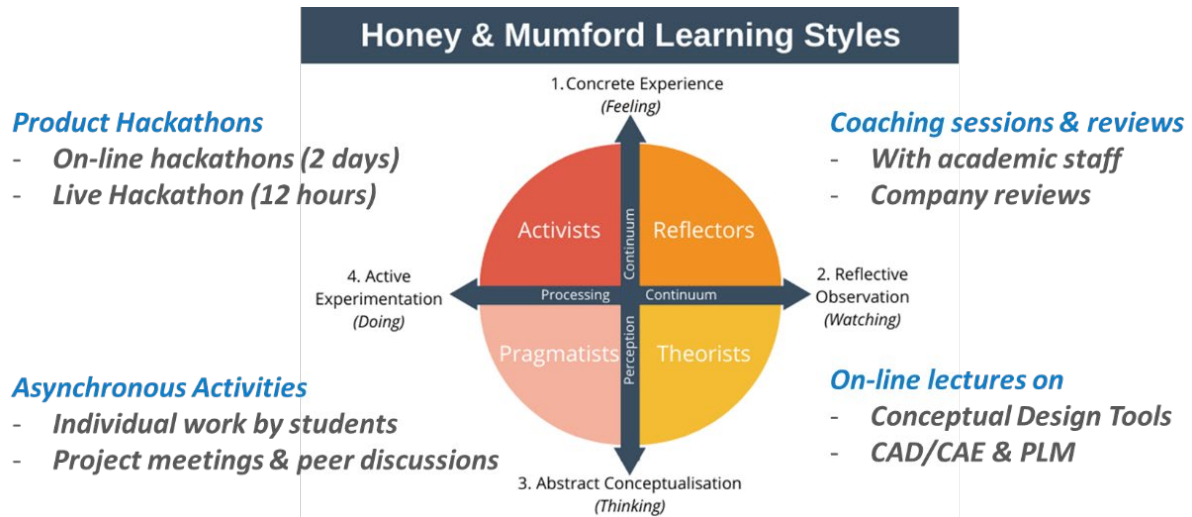 Honey & Mumford Learning Styles
1. Concrete Experience
(Feeling)
Product Hackathons
- On-line hackathons (2 days)
- Live Hackathon (12 hours)
Coaching sessions & reviews
- With academic staff
- Company reviews
Activists
Continuum
Reflectors
4. Active
Experimentation
(Doing)
Processing
Continuum
2. Reflective
Observation
(Watching)
Pragmatists
Perception
Theorists
Asynchronous Activities
- Individual work by students
- Project meetings & peer discussions
On-line lectures on
- Conceptual Design Tools
- CAD/CAE & PLM
3. Abstract Conceptualisation
(Thinking)